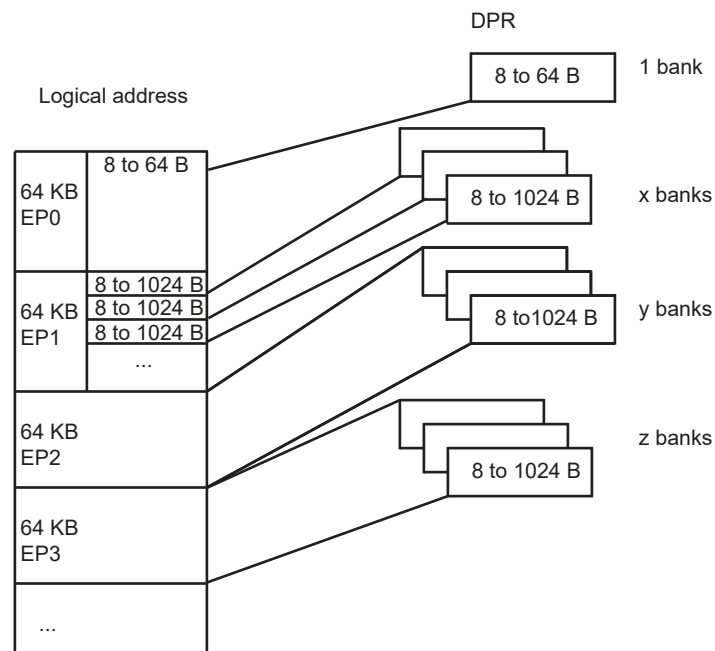 DPR
8 to 64 B
1 bank
Logical address
8 to 64 B
64 KB
EP0
8 to 1024 B
x banks
8 to 1024 B
8 to 1024 B
8 to 1024 B
...
64 KB
EP1
8 to1024 B
y banks
64 KB
EP2
8 to 1024 B
z banks
64 KB
EP3
...